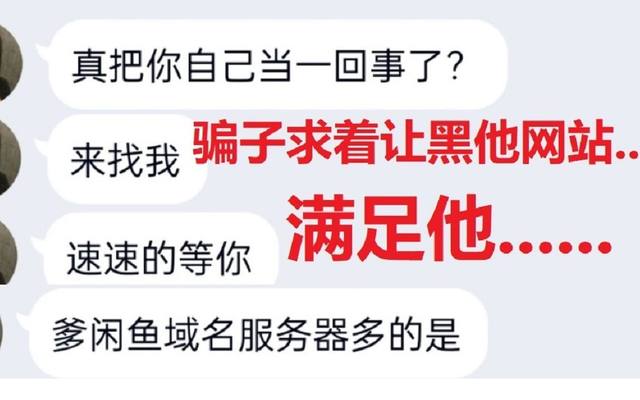 真把你自己当一回事了？
来找我
骗子求着让黑他网站..
满足他......
速速的等你
爹闲鱼域名服务器多的是